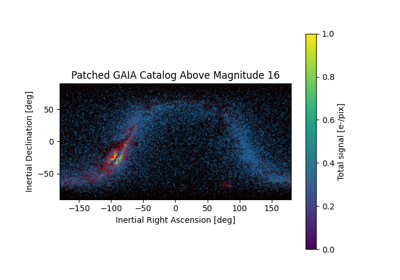 Patched GAIA Catalog Above Magnitude 16
Inertial Declination [deg]
50
0
−50
−150 −100 −50 0 50 100 150
Inertial Right Ascension [deg]
1.0
0.8
0.6
0.4
0.2
0.0
Total signal [e-/pix]